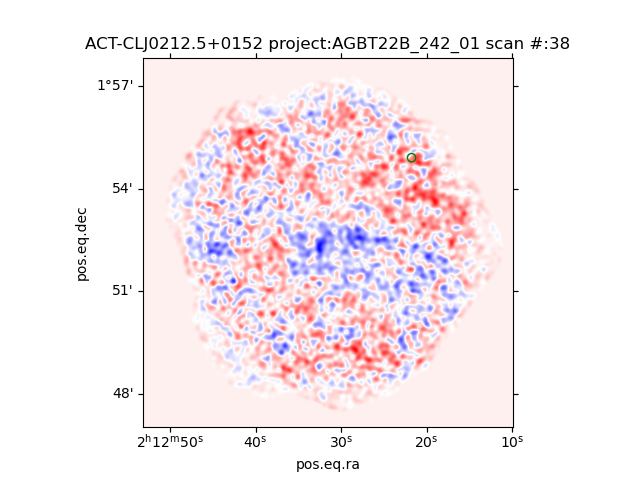 ACT-CLJ0212.5+0152 project:AGBT22B_242_01 scan #:38
1°57'
54'
51'
48'
pos.eq.dec
2ʰ12ᵐ50ˢ 40ˢ 30ˢ 20ˢ 10ˢ
pos.eq.ra